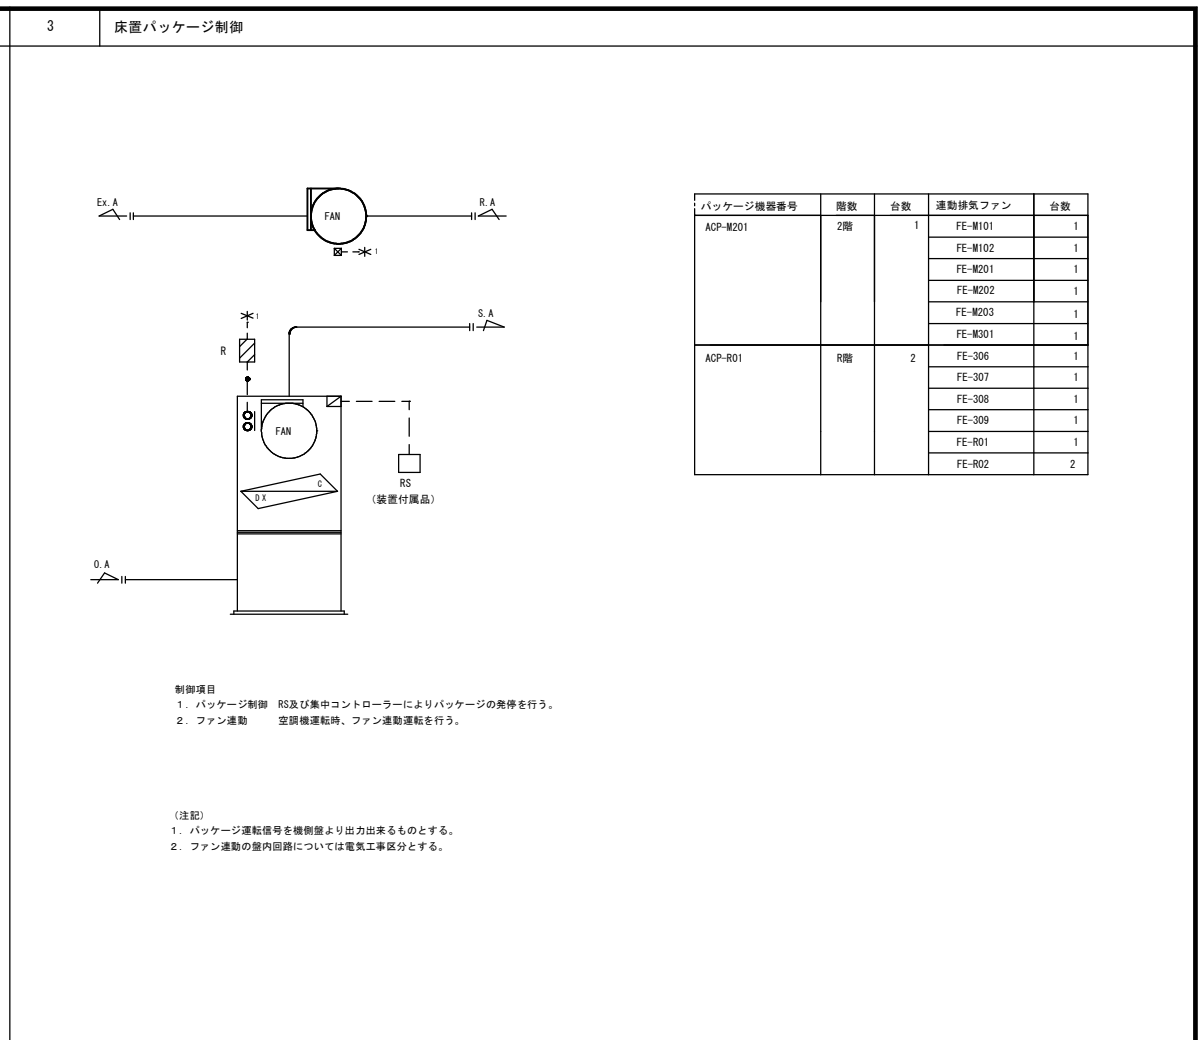 3 床置パッケージ制御
Ex.A
FAN
R.A
※1
※1
S.A
R
FAN
C
DX
RS
(装置付属品)
O.A
パッケージ機器番号 階数 台数 連動排気ファン 台数
ACP-M201 2階 1 FE-M101 1
FE-M102 1
FE-M201 1
FE-M202 1
FE-M203 1
FE-M301 1
ACP-R01 R階 2 FE-306 1
FE-307 1
FE-308 1
FE-309 1
FE-R01 1
FE-R02 2
制御項目
1. パッケージ制御 RS及び集中コントローラーによりパッケージの発停を行う。
2. ファン連動 空調機運転時、ファン連動運転を行う。
(注記)
1. パッケージ運転信号を機側盤より出力出来るものとする。
2. ファン連動の盤内回路については電気工事区分とする。